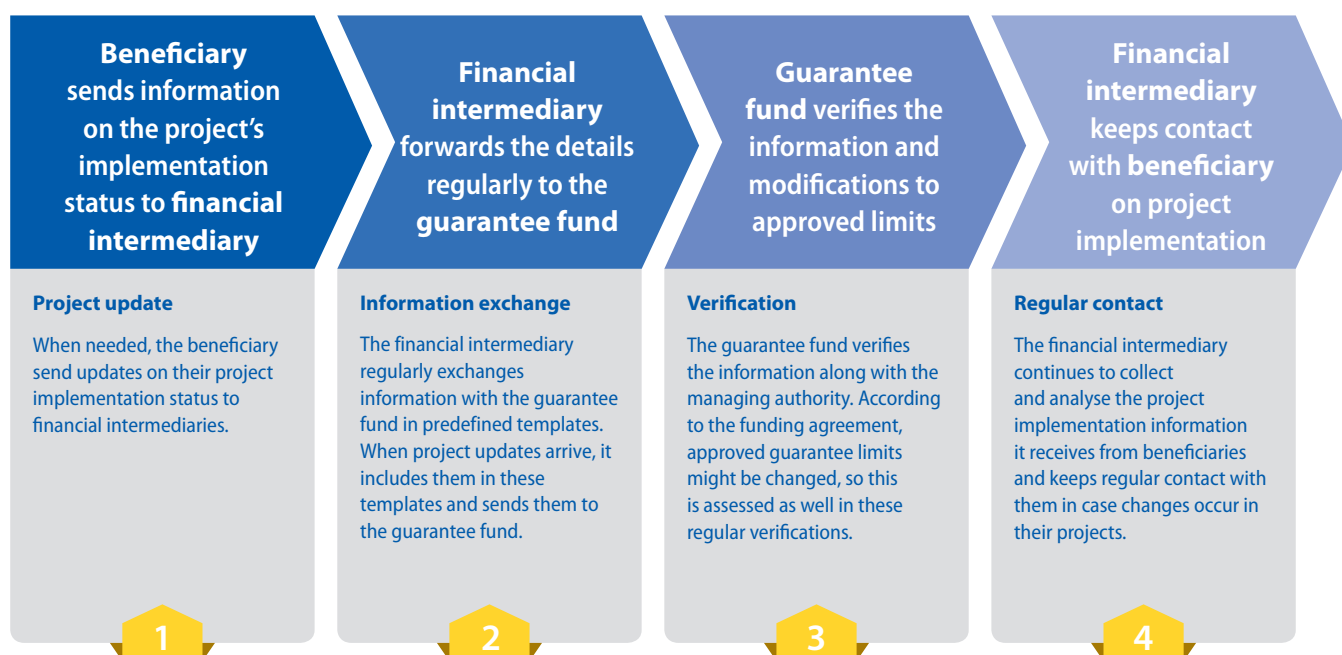 Beneficiary
sends information
on the project's
implementation
status to financial
intermediary
Project update
When needed, the beneficiary
send updates on their project
implementation status to
financial intermediaries.
1
Financial
intermediary
forwards the details
regularly to the
guarantee fund
Information exchange
The financial intermediary
regularly exchanges
information with the guarantee
fund in predefined templates.
When project updates arrive, it
includes them in these
templates and sends them to
the guarantee fund.
2
Guarantee
fund verifies the
information and
modifications to
approved limits
Verification
The guarantee fund verifies
the information along with the
managing authority. According
to the funding agreement,
approved guarantee limits
might be changed, so this
is assessed as well in these
regular verifications.
3
Financial
intermediary
keeps contact
with beneficiary
on project
implementation
Regular contact
The financial intermediary
continues to collect
and analyse the project
implementation information
it receives from beneficiaries
and keeps regular contact with
them in case changes occur in
their projects.
4